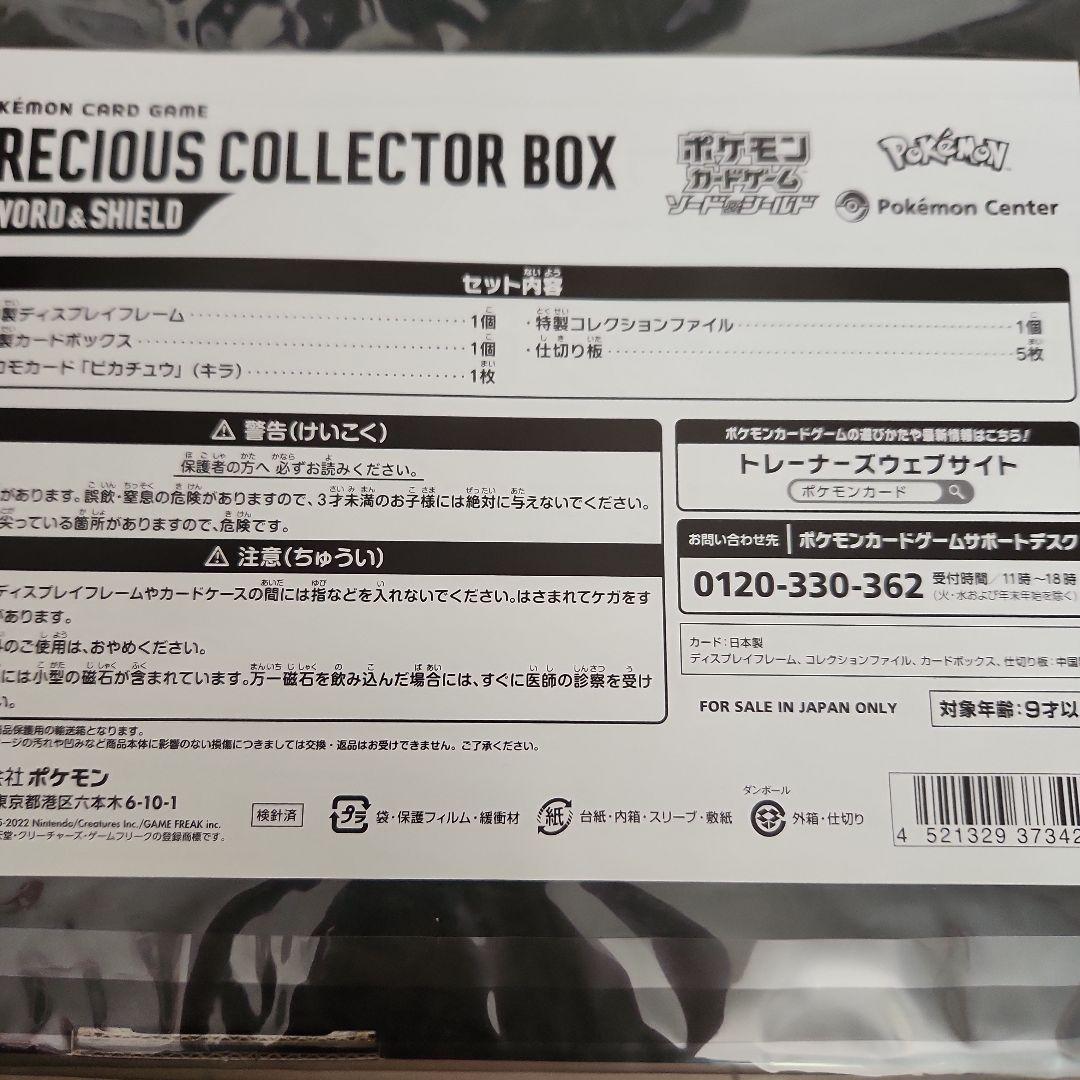 KÉMON CARD GAME
RECIOUS COLLECTOR BOX
WORD & SHIELD
ポケモン
カードゲーム
ソード&シールド
POKÉMON
Pokémon Center
セット内容
製ディスプレイフレーム 1個
製カードボックス 1個
モカード「ピカチュウ」(キラ) 1枚
・特製コレクションファイル 1個
・仕切り板 5枚
警告(けいこく)
保護者の方へ 必ずお読みください。
があります。誤飲・窒息の危険がありますので、3才未満のお子様には絶対に与えないでください。
尖っている箇所がありますので、危険です。
注意(ちゅうい)
ディスプレイフレームやカードケースの間には指などを入れないでください。はさまれてケガをす
があります。
のご使用は、おやめください。
には小型の磁石が含まれています。万一磁石を飲み込んだ場合には、すぐに医師の診察を受け
い。
品保護用の輸送箱となります。
ージの汚れや凹みなど商品本体に影響のない損傷につきましては交換・返品はお受けできません。ご了承ください。
ポケモンカードゲームの遊びかたや最新情報はこちら!
トレーナーズウェブサイト
ポケモンカード
お問い合わせ先 ポケモンカードゲームサポートデスク
0120-330-362 受付時間/11時~18時
(火・水および年末年始を除く)
カード:日本製
ディスプレイフレーム、コレクションファイル、カードボックス、仕切り板:中国
FOR SALE IN JAPAN ONLY
対象年齢:9才以
社 ポケモン
東京都港区六本木6-10-1
-2022 Nintendo/Creatures Inc./GAME FREAK inc.
堂・クリーチャーズ・ゲームフリークの登録商標です。
検針済
プラ 袋・保護フィルム・緩衝材
紙 台紙・内箱・スリーブ・敷紙
ダンボール
外箱・仕切り
4 521329 37342